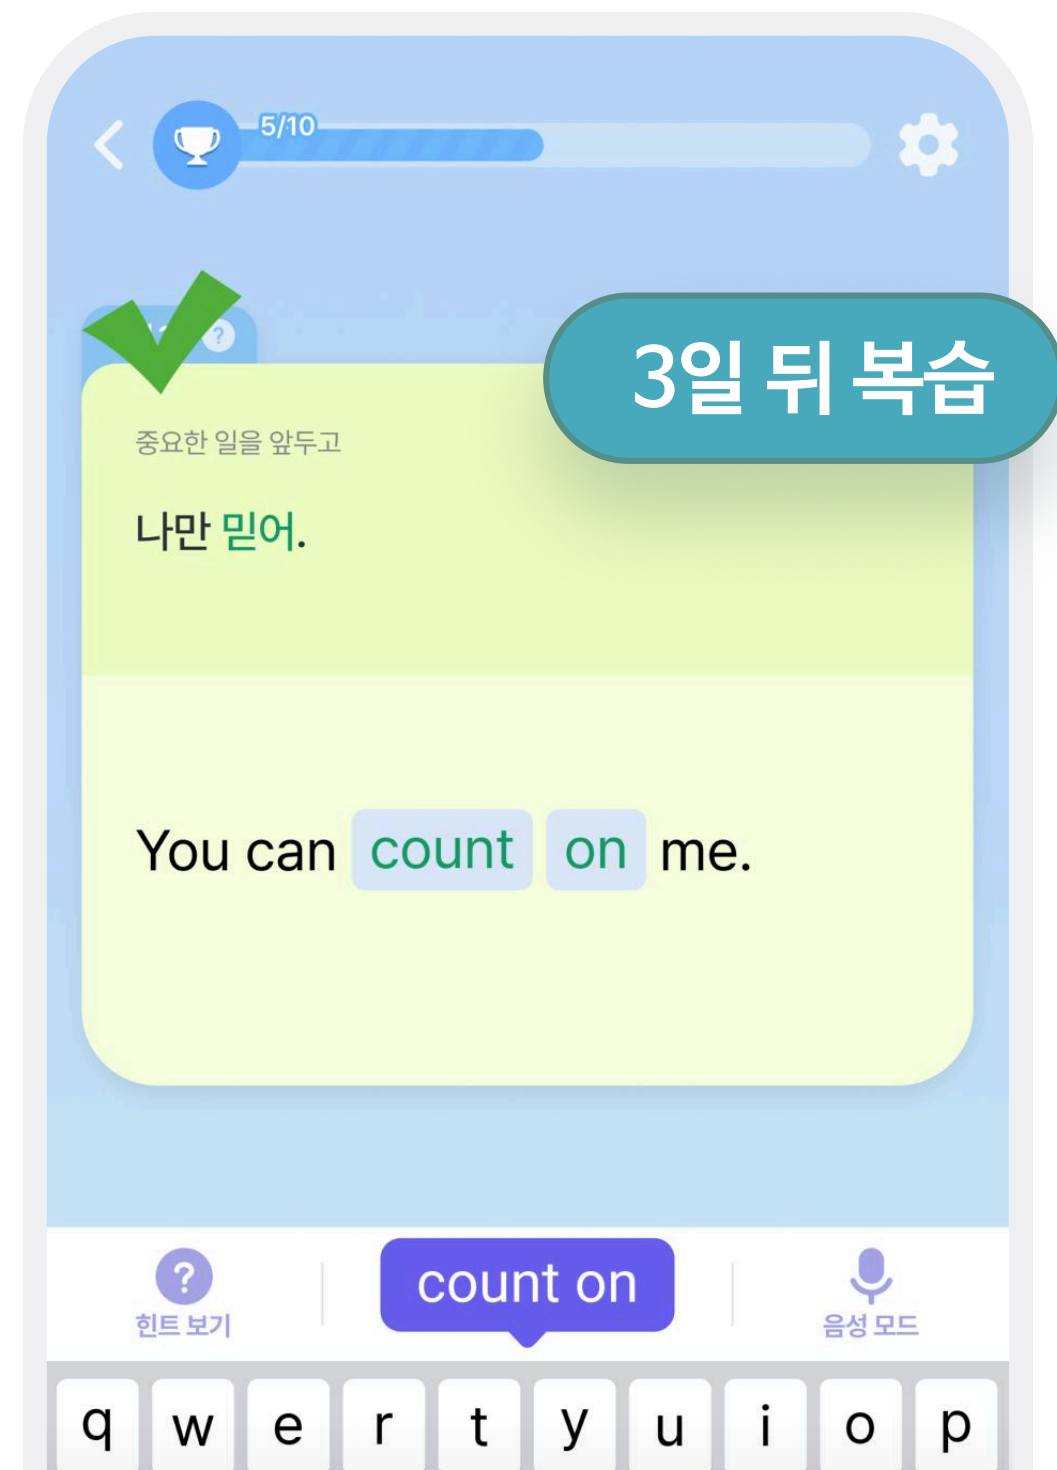 5/10
3일 뒤 복습
중요한 일을 앞두고
나만 믿어.
You can count on me.
?
힌트 보기
count on
음성 모드
q w e r t y u i o p